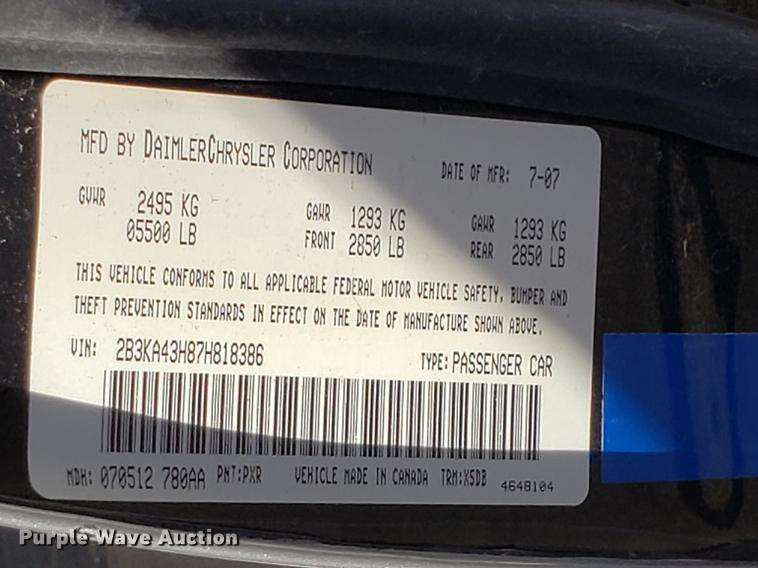 MFD BY DAIMLERCHRYSLER CORPORATION DATE OF MFR: 7-07
GVWR 2495 KG GAWR 1293 KG GAWR 1293 KG
05500 LB FRONT 2850 LB REAR 2850 LB
THIS VEHICLE CONFORMS TO ALL APPLICABLE FEDERAL MOTOR VEHICLE SAFETY, BUMPER AND
THEFT PREVENTION STANDARDS IN EFFECT ON THE DATE OF MANUFACTURE SHOWN ABOVE.
VIN: 2B3KA43H87H818386 TYPE: PASSENGER CAR
MDH: 070512 780AA PNT:PXR VEHICLE MADE IN CANADA TRM:X5DB 4648104
Purple Wave Auction®